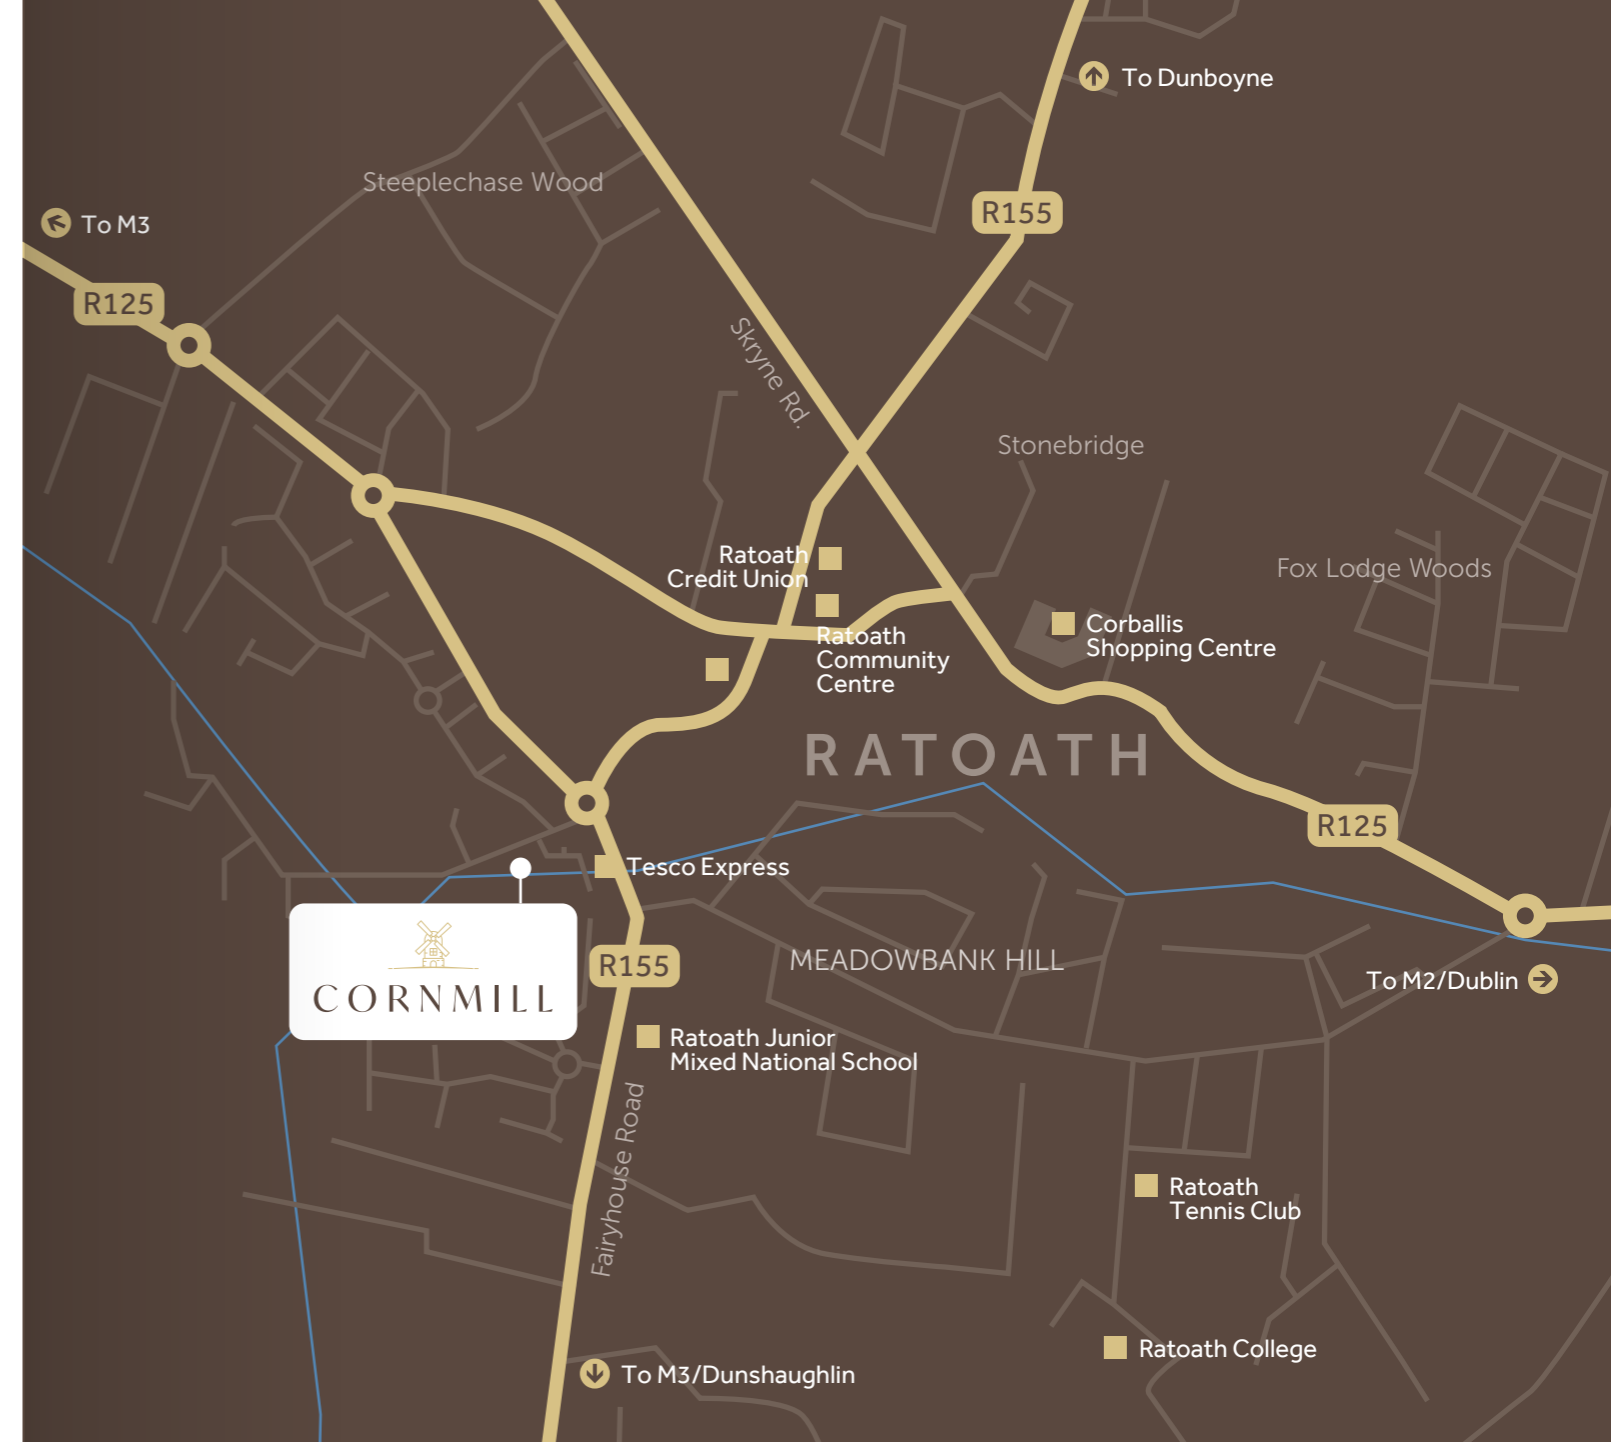 To Dunboyne
Steeplechase Wood
R155
To M3
R125
Skryne Rd.
Stonebridge
Ratoath
Credit Union
Fox Lodge Woods
Ratoath
Community
Centre
Corballis
Shopping Centre
RATOATH
R125
Tesco Express
MEADOWBANK HILL
R155
To M2/Dublin
CORNMILL
Ratoath Junior
Mixed National School
Fairyhouse Road
Ratoath
Tennis Club
Ratoath College
To M3/Dunshaughlin